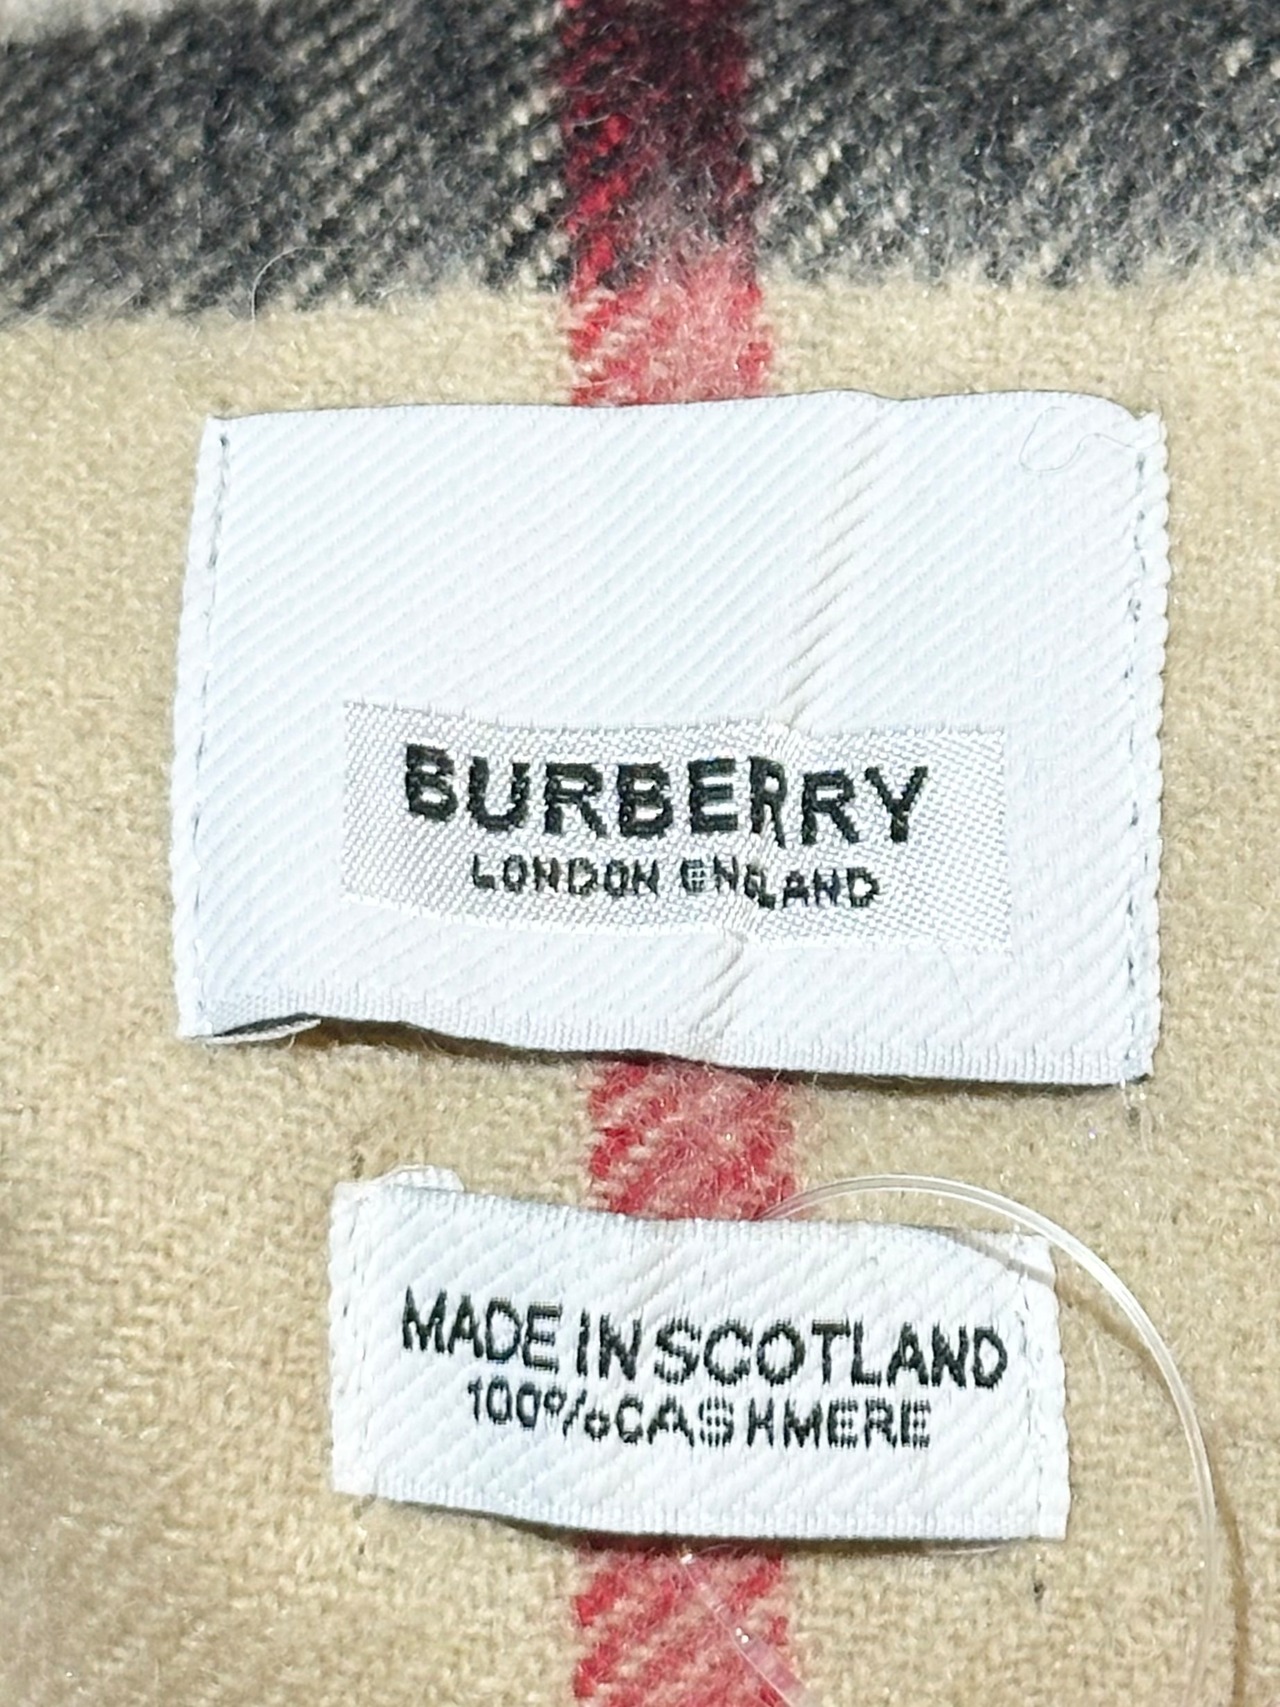 BURBERRY
LONDON ENGLAND
MADE IN SCOTLAND
100% CASHMERE